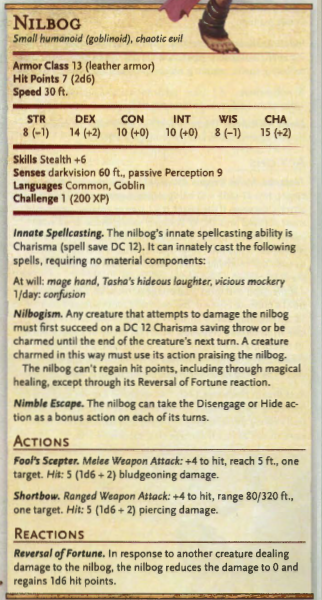 NILBOG
Small humanoid (goblinoid), chaotic evil
Armor Class 13 (leather armor)
Hit Points 7 (2d6)
Speed 30 ft.
STR DEX CON INT WIS CHA
8 (–1) 14 (+2) 10 (+0) 10 (+0) 8 (–1) 15 (+2)
Skills Stealth +6
Senses darkvision 60 ft., passive Perception 9
Languages Common, Goblin
Challenge 1 (200 XP)
Innate Spellcasting. The nilbog's innate spellcasting ability is
Charisma (spell save DC 12). It can innately cast the following
spells, requiring no material components:
At will: mage hand, Tasha's hideous laughter, vicious mockery
1/day: confusion
Nilbogism. Any creature that attempts to damage the nilbog
must first succeed on a DC 12 Charisma saving throw or be
charmed until the end of the creature's next turn. A creature
charmed in this way must use its action praising the nilbog.
The nilbog can't regain hit points, including through magical
healing, except through its Reversal of Fortune reaction.
Nimble Escape. The nilbog can take the Disengage or Hide ac-
tion as a bonus action on each of its turns.
ACTIONS
Fool's Scepter. Melee Weapon Attack: +4 to hit, reach 5 ft., one
target. Hit: 5 (1d6 + 2) bludgeoning damage.
Shortbow. Ranged Weapon Attack: +4 to hit, range 80/320 ft.,
one target. Hit: 5 (1d6 + 2) piercing damage.
REACTIONS
Reversal of Fortune. In response to another creature dealing
damage to the nilbog, the nilbog reduces the damage to 0 and
regains 1d6 hit points.